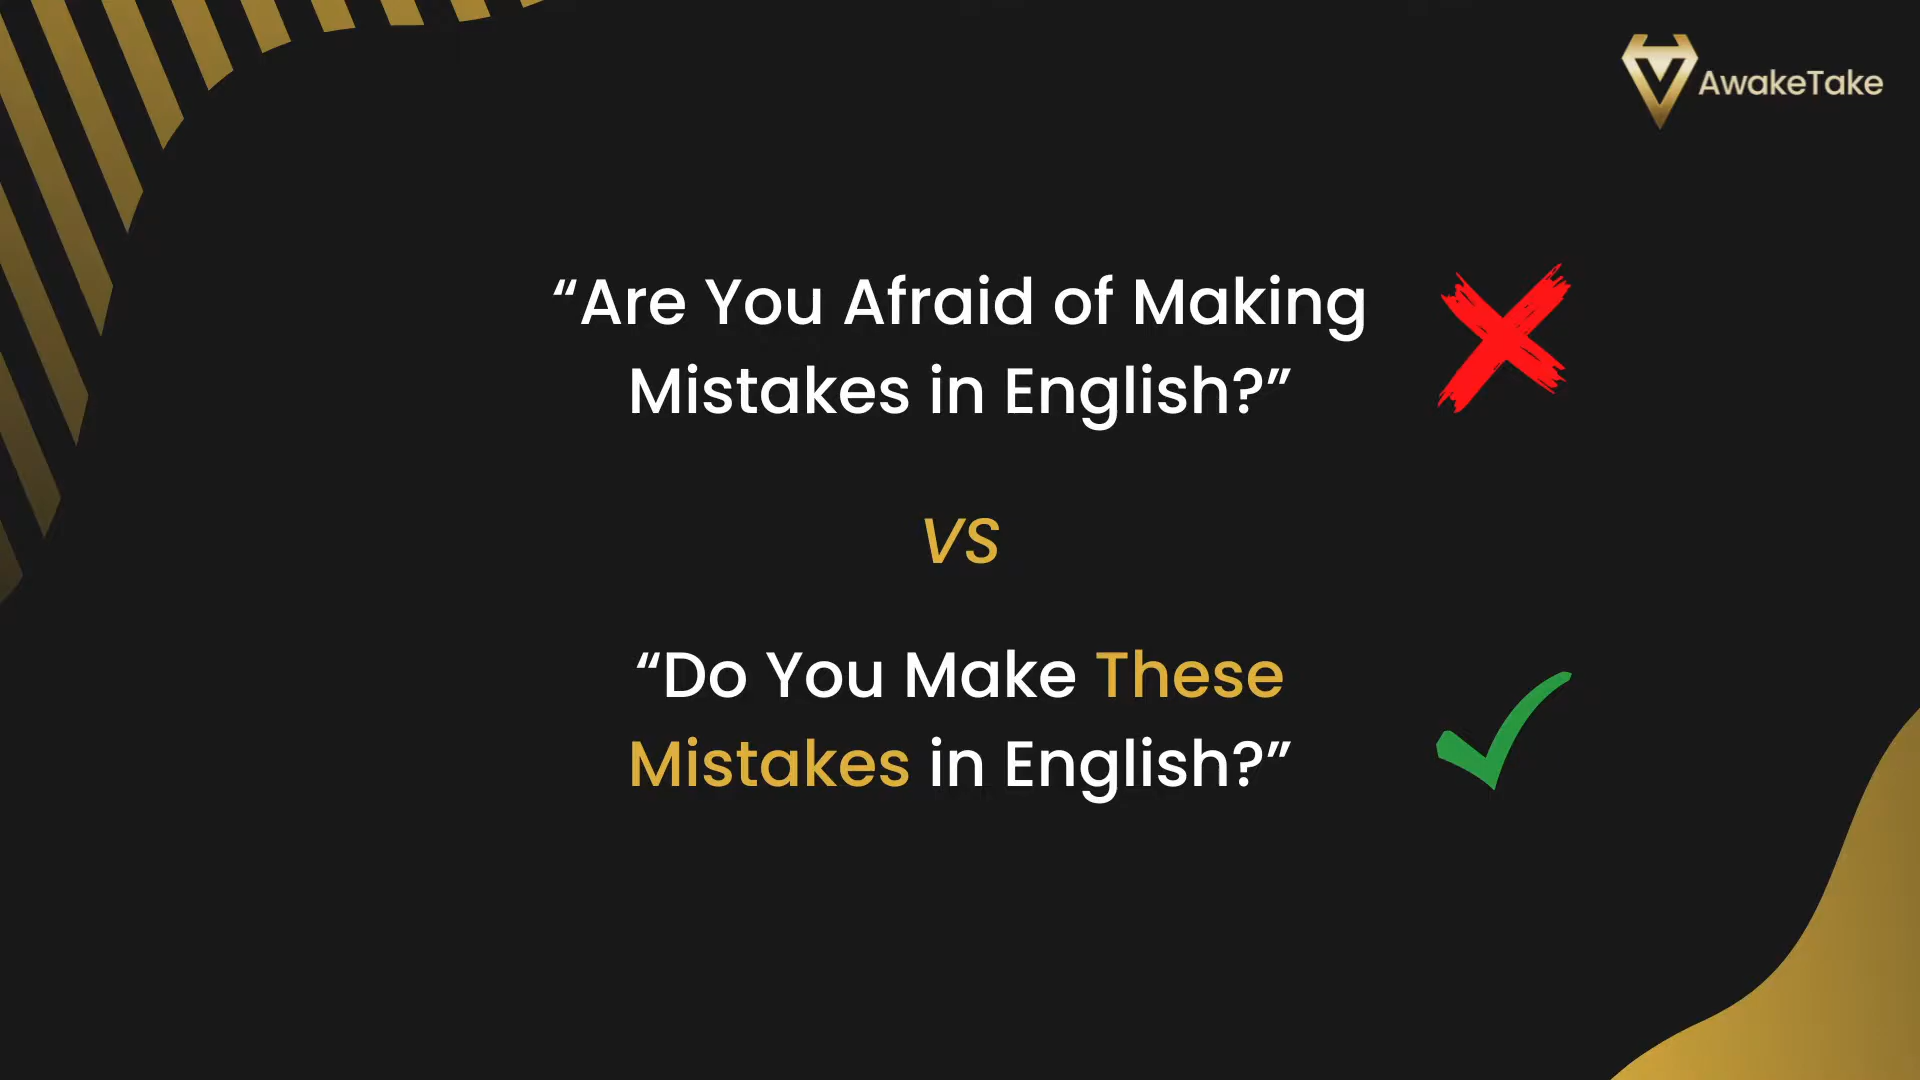 AwakeTake
“Are You Afraid of Making
Mistakes in English?”
VS
“Do You Make These
Mistakes in English?”